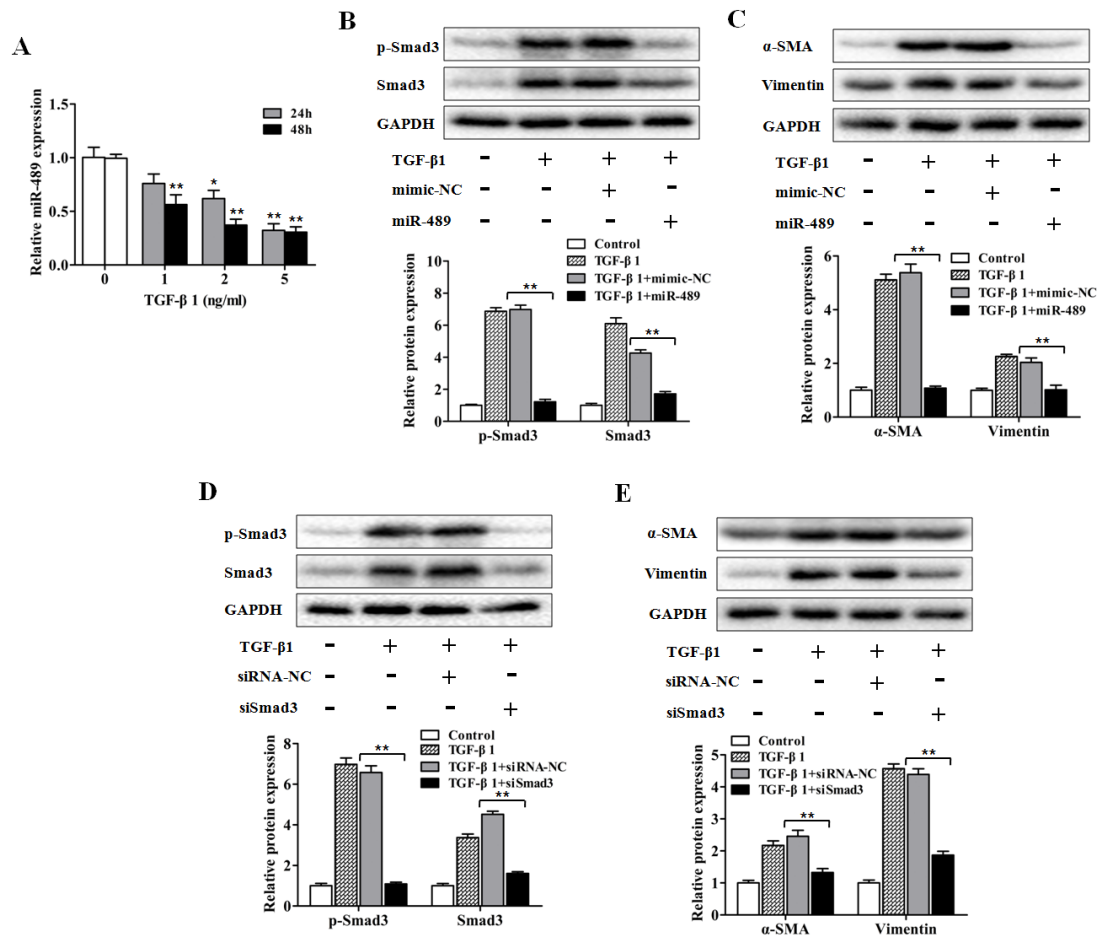 A
Relative miR-489 expression
1.5
1.0
0.5
0.0
24h
48h
**
*
**
**
**
0
1
2
5
TGF-β 1 (ng/ml)
B
p-Smad3
Smad3
GAPDH
TGF-β1 - + + +
mimic-NC - - + -
miR-489 - - - +
Control
TGF-β 1
TGF-β 1+mimic-NC
TGF-β 1+miR-489
Relative protein expression
10
8
6
4
2
0
**
**
p-Smad3
Smad3
C
α-SMA
Vimentin
GAPDH
TGF-β1 - + + +
mimic-NC - - + -
miR-489 - - - +
Control
TGF-β 1
TGF-β 1+mimic-NC
TGF-β 1+miR-489
Relative protein expression
6
4
2
0
**
**
α-SMA
Vimentin
D
p-Smad3
Smad3
GAPDH
TGF-β1 - + + +
siRNA-NC - - + -
siSmad3 - - - +
Control
TGF-β 1
TGF-β 1+siRNA-NC
TGF-β 1+siSmad3
Relative protein expression
8
6
4
2
0
**
**
p-Smad3
Smad3
E
α-SMA
Vimentin
GAPDH
TGF-β1 - + + +
siRNA-NC - - + -
siSmad3 - - - +
Control
TGF-β 1
TGF-β 1+siRNA-NC
TGF-β 1+siSmad3
Relative protein expression
5
4
3
2
1
0
**
**
α-SMA
Vimentin